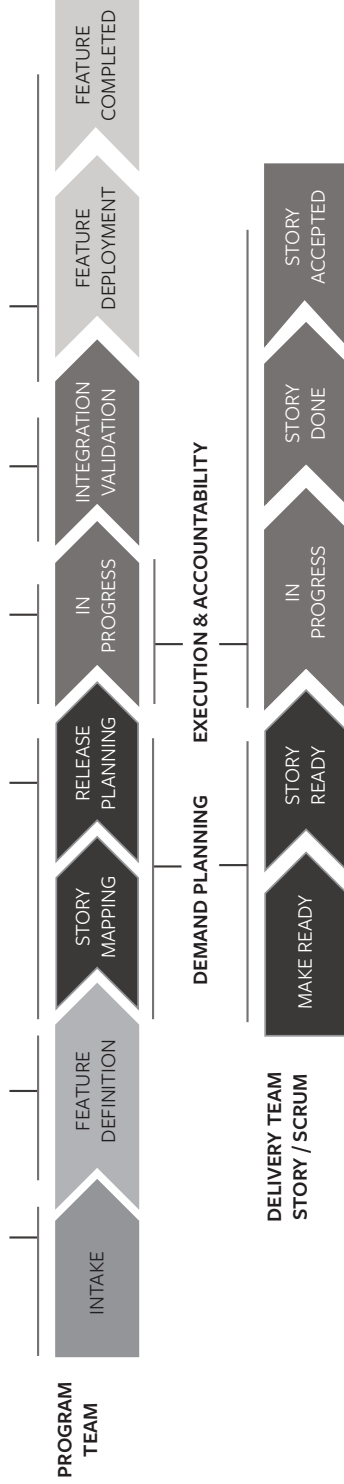 PROGRAM
TEAM
INTAKE
FEATURE
DEFINITION
STORY
MAPPING
RELEASE
PLANNING
IN
PROGRESS
INTEGRATION
VALIDATION
FEATURE
DEPLOYMENT
FEATURE
COMPLETED
DEMAND PLANNING
EXECUTION & ACCOUNTABILITY
DELIVERY TEAM
STORY / SCRUM
MAKE READY
STORY
READY
IN
PROGRESS
STORY
DONE
STORY
ACCEPTED